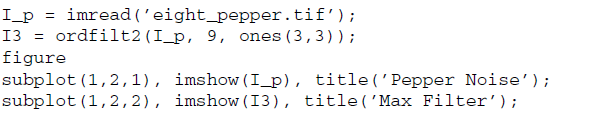 I_p = imread(’eight_pepper.tif’);
I3 = ordfilt2(I_p, 9, ones(3,3));
figure
subplot(1,2,1), imshow(I_p), title(’Pepper Noise’);
subplot(1,2,2), imshow(I3), title(’Max Filter’);